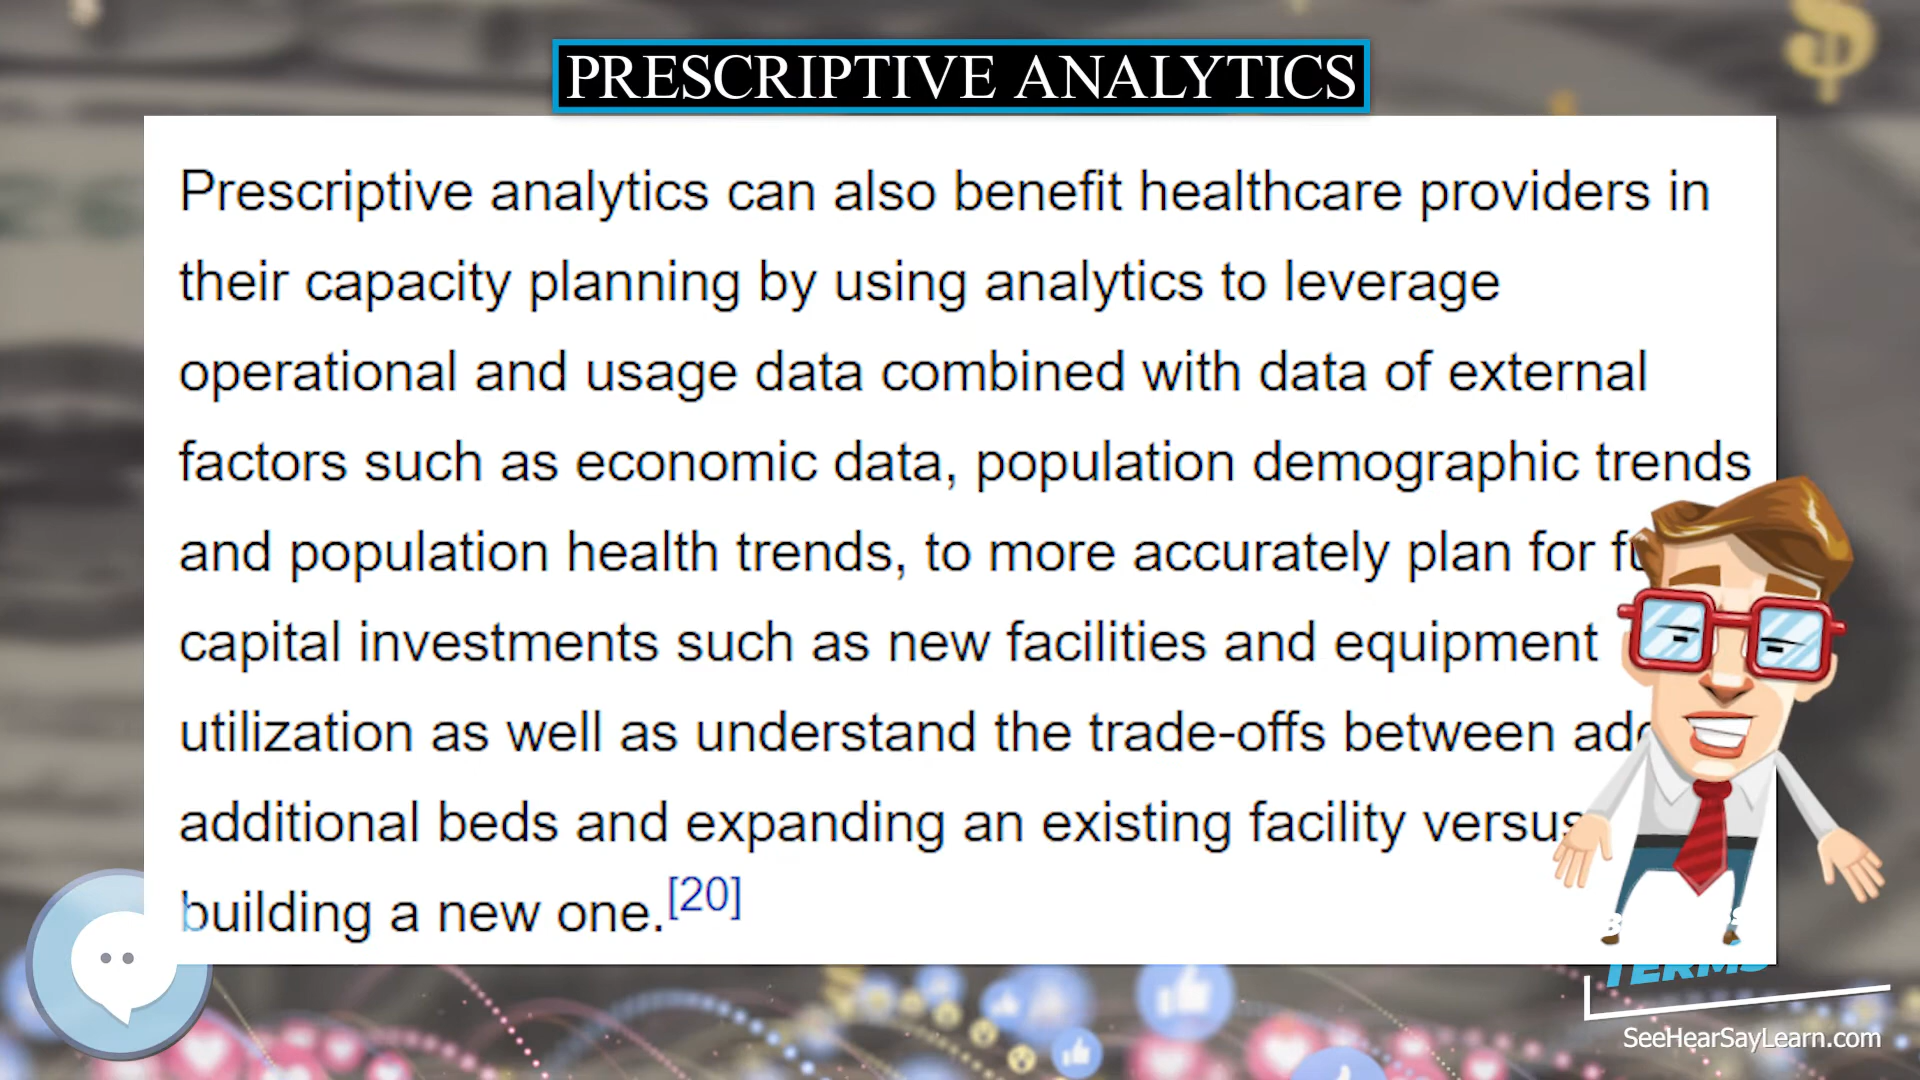 PRESCRIPTIVE ANALYTICS
Prescriptive analytics can also benefit healthcare providers in
their capacity planning by using analytics to leverage
operational and usage data combined with data of external
factors such as economic data, population demographic trends
and population health trends, to more accurately plan for
capital investments such as new facilities and equipment
utilization as well as understand the trade-offs between
additional beds and expanding an existing facility versus
building a new one.[20]
TERMS
SeeHearSayLearn.com